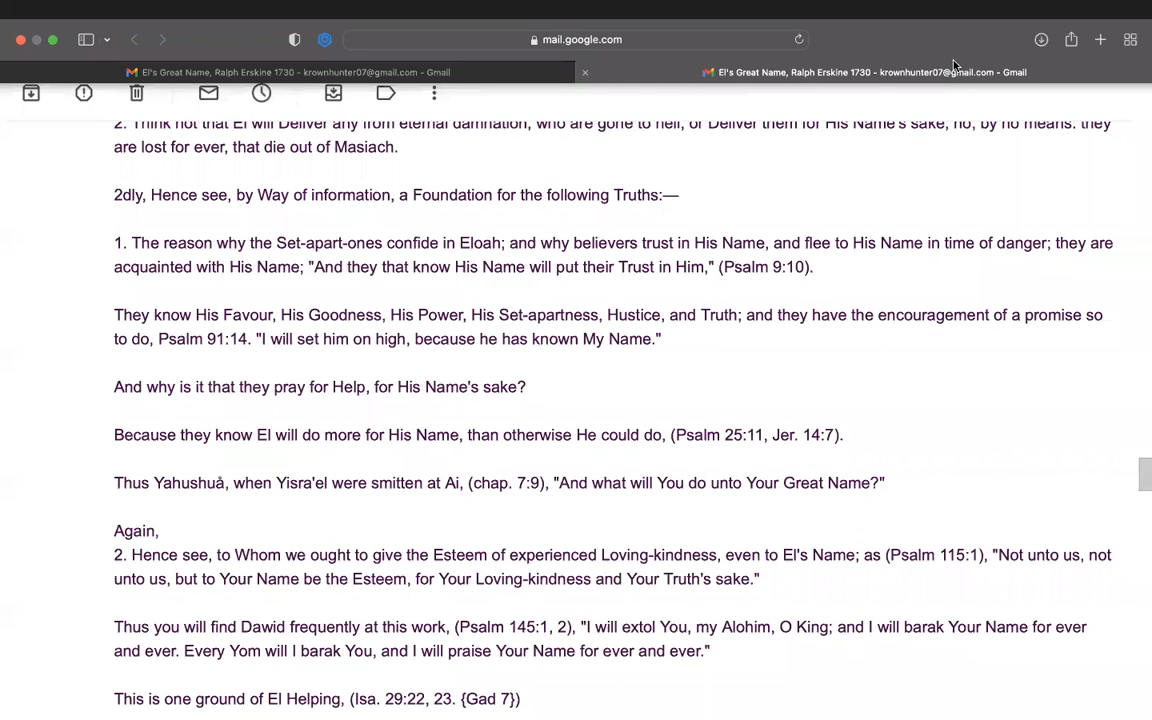 mail.google.com
El's Great Name, Ralph Erskine 1730 - krownhunter07@gmail.com - Gmail
El's Great Name, Ralph Erskine 1730 - krownhunter07@gmail.com - Gmail
2. Think not that El will Deliver any from eternal damnation, who are gone to hell, or Deliver them for His Name's sake; no, by no means: they
are lost for ever, that die out of Masiach.
2dly, Hence see, by Way of information, a Foundation for the following Truths:—
1. The reason why the Set-apart-ones confide in Eloah; and why believers trust in His Name, and flee to His Name in time of danger; they are
acquainted with His Name; "And they that know His Name will put their Trust in Him," (Psalm 9:10).
They know His Favour, His Goodness, His Power, His Set-apartness, Hustice, and Truth; and they have the encouragement of a promise so
to do, Psalm 91:14. "I will set him on high, because he has known My Name."
And why is it that they pray for Help, for His Name's sake?
Because they know El will do more for His Name, than otherwise He could do, (Psalm 25:11, Jer. 14:7).
Thus Yahushuå, when Yisra'el were smitten at Ai, (chap. 7:9), "And what will You do unto Your Great Name?"
Again,
2. Hence see, to Whom we ought to give the Esteem of experienced Loving-kindness, even to El's Name; as (Psalm 115:1), "Not unto us, not
unto us, but to Your Name be the Esteem, for Your Loving-kindness and Your Truth's sake."
Thus you will find Dawid frequently at this work, (Psalm 145:1, 2), "I will extol You, my Alohim, O King; and I will barak Your Name for ever
and ever. Every Yom will I barak You, and I will praise Your Name for ever and ever."
This is one ground of El Helping, (Isa. 29:22, 23. {Gad 7})